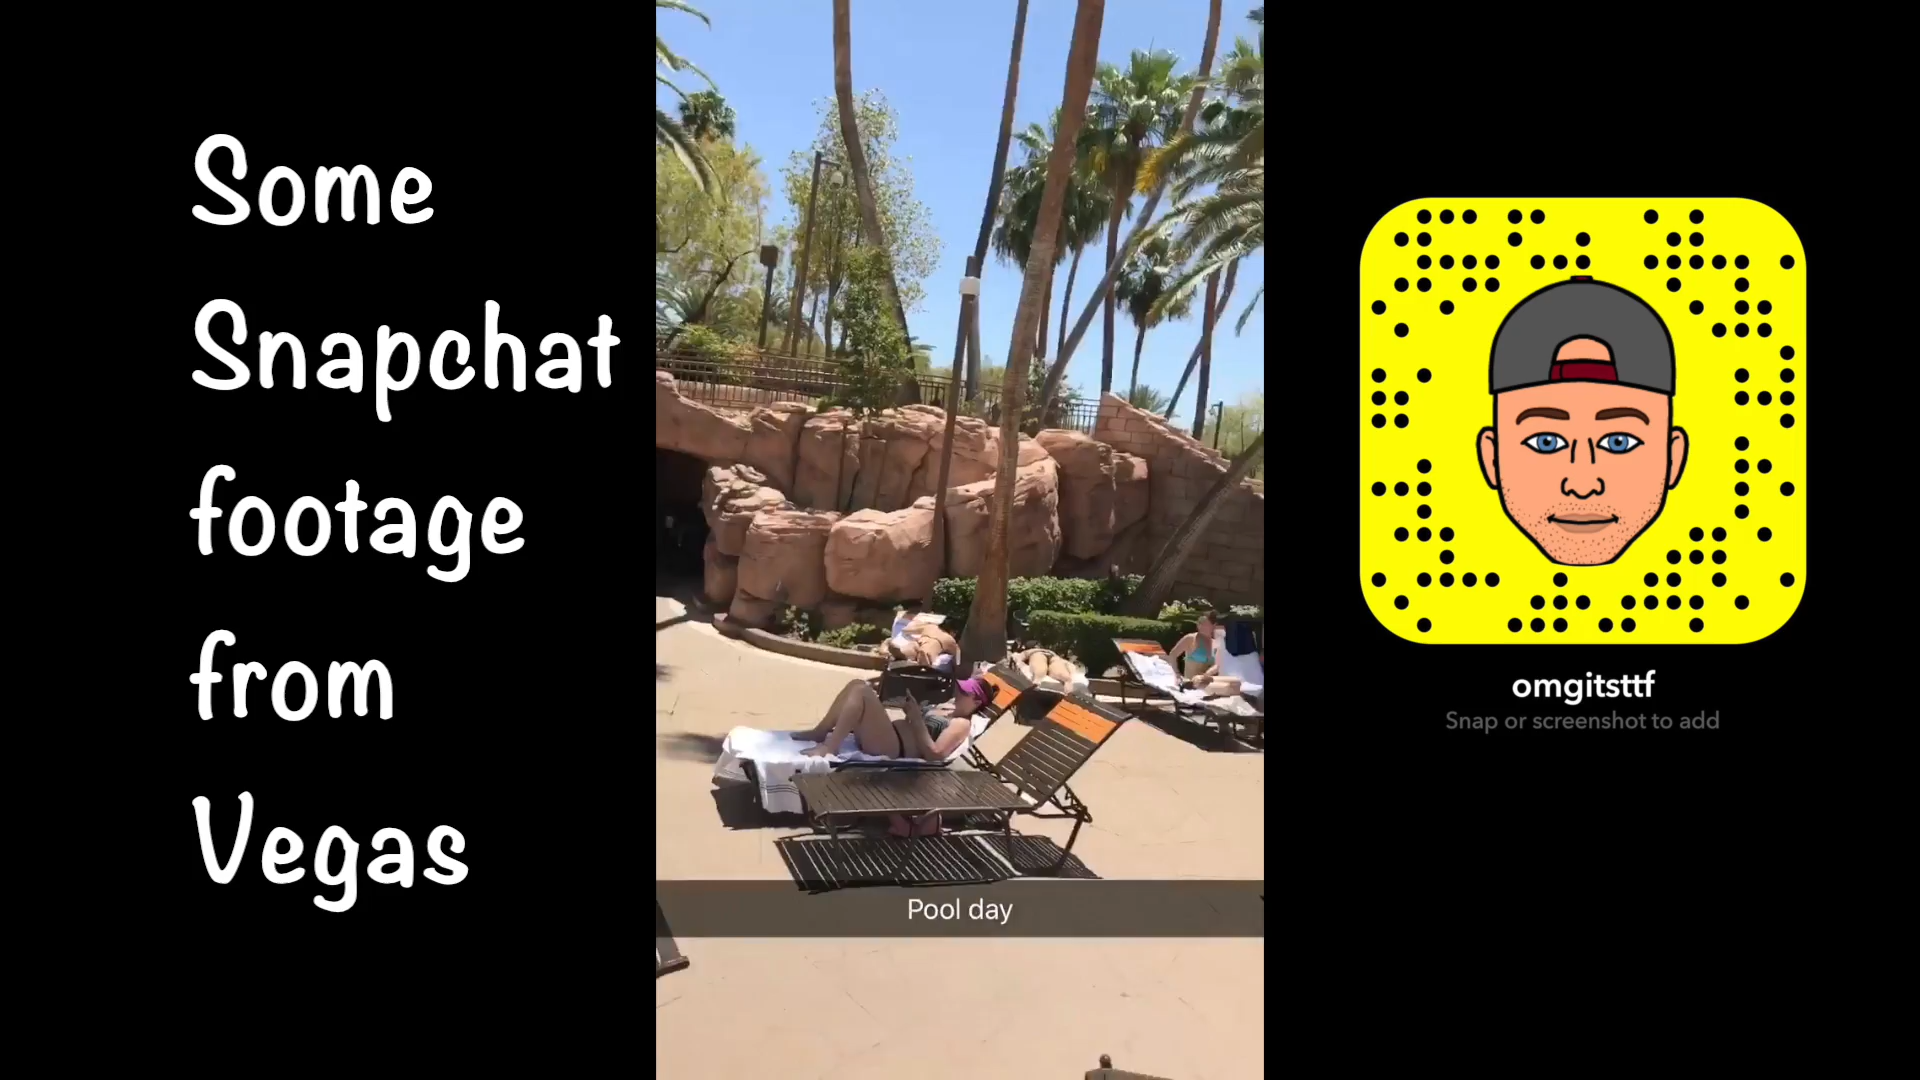 Some
Snapchat
footage
from
Vegas
Pool day
omgitsttf
Snap or screenshot to add